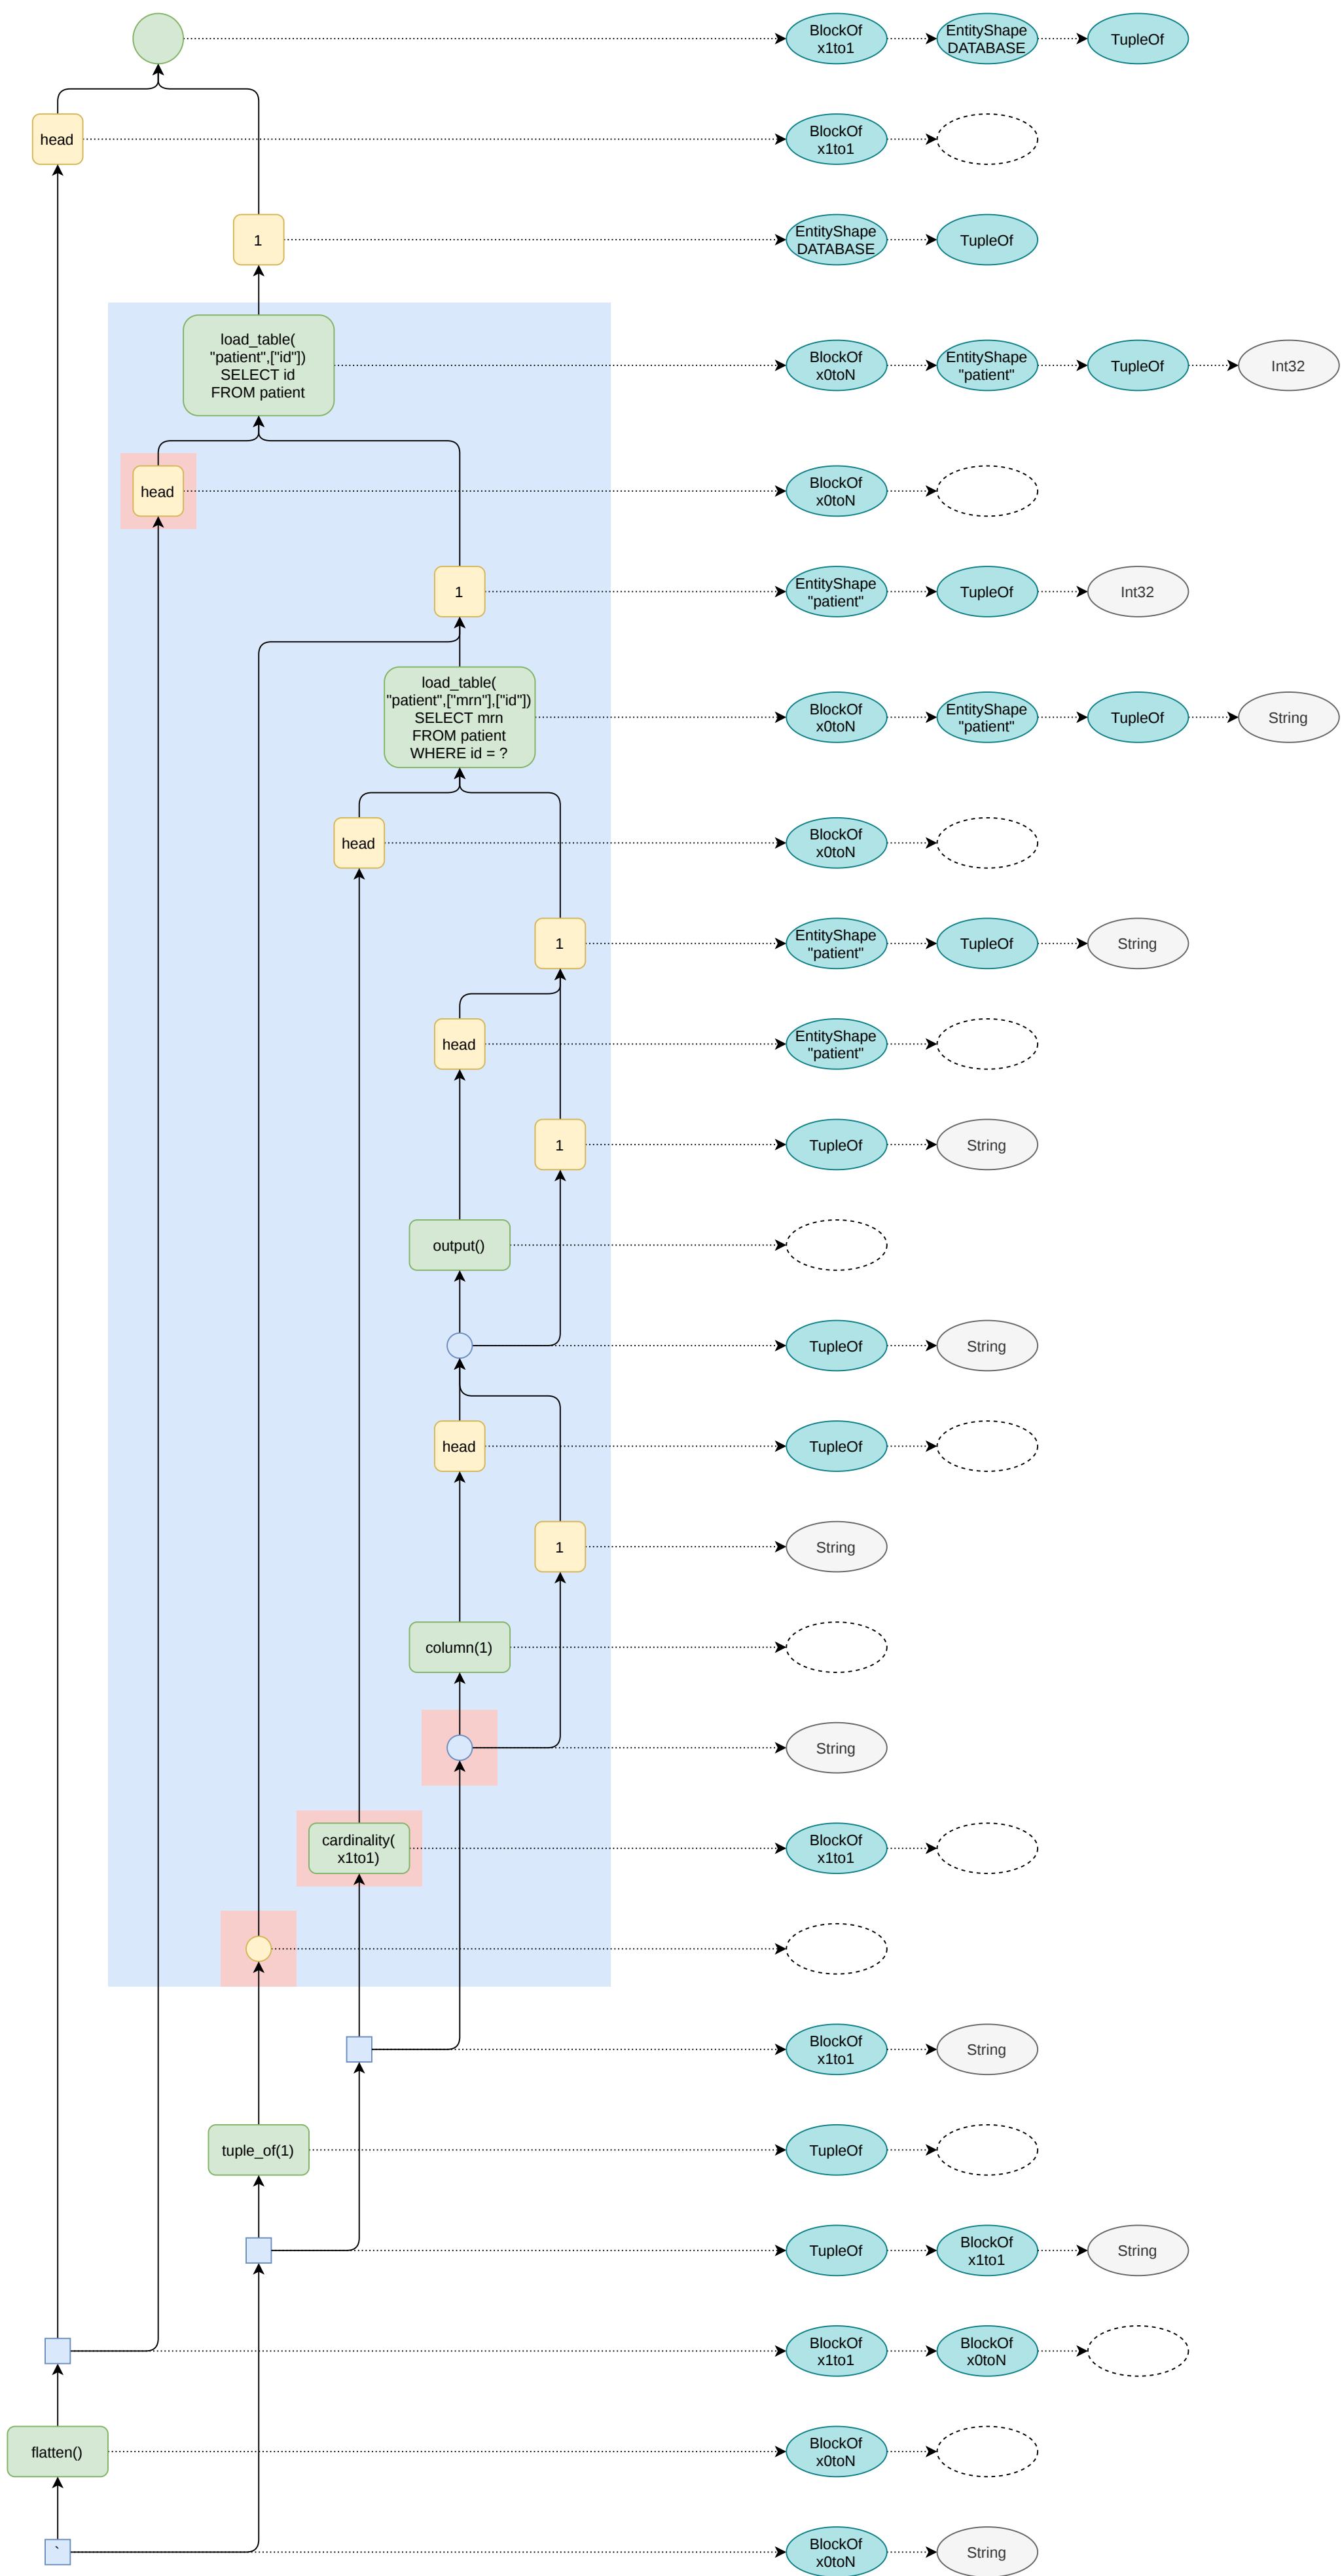 BlockOf
x1to1
EntityShape
DATABASE
TupleOf
head
BlockOf
x1to1
1
EntityShape
DATABASE
TupleOf
load_table(
"patient",["id"])
SELECT id
FROM patient
BlockOf
x0toN
EntityShape
"patient"
TupleOf
Int32
head
BlockOf
x0toN
1
EntityShape
"patient"
TupleOf
Int32
load_table(
"patient",["mrn"],["id"])
SELECT mrn
FROM patient
WHERE id = ?
BlockOf
x0toN
EntityShape
"patient"
TupleOf
String
head
BlockOf
x0toN
1
EntityShape
"patient"
TupleOf
String
head
EntityShape
"patient"
1
TupleOf
String
output()
TupleOf
String
head
TupleOf
1
String
column(1)
String
cardinality(
x1to1)
BlockOf
x1to1
BlockOf
x1to1
String
tuple_of(1)
TupleOf
TupleOf
BlockOf
x1to1
String
BlockOf
x1to1
BlockOf
x0toN
flatten()
BlockOf
x0toN
`
BlockOf
x0toN
String